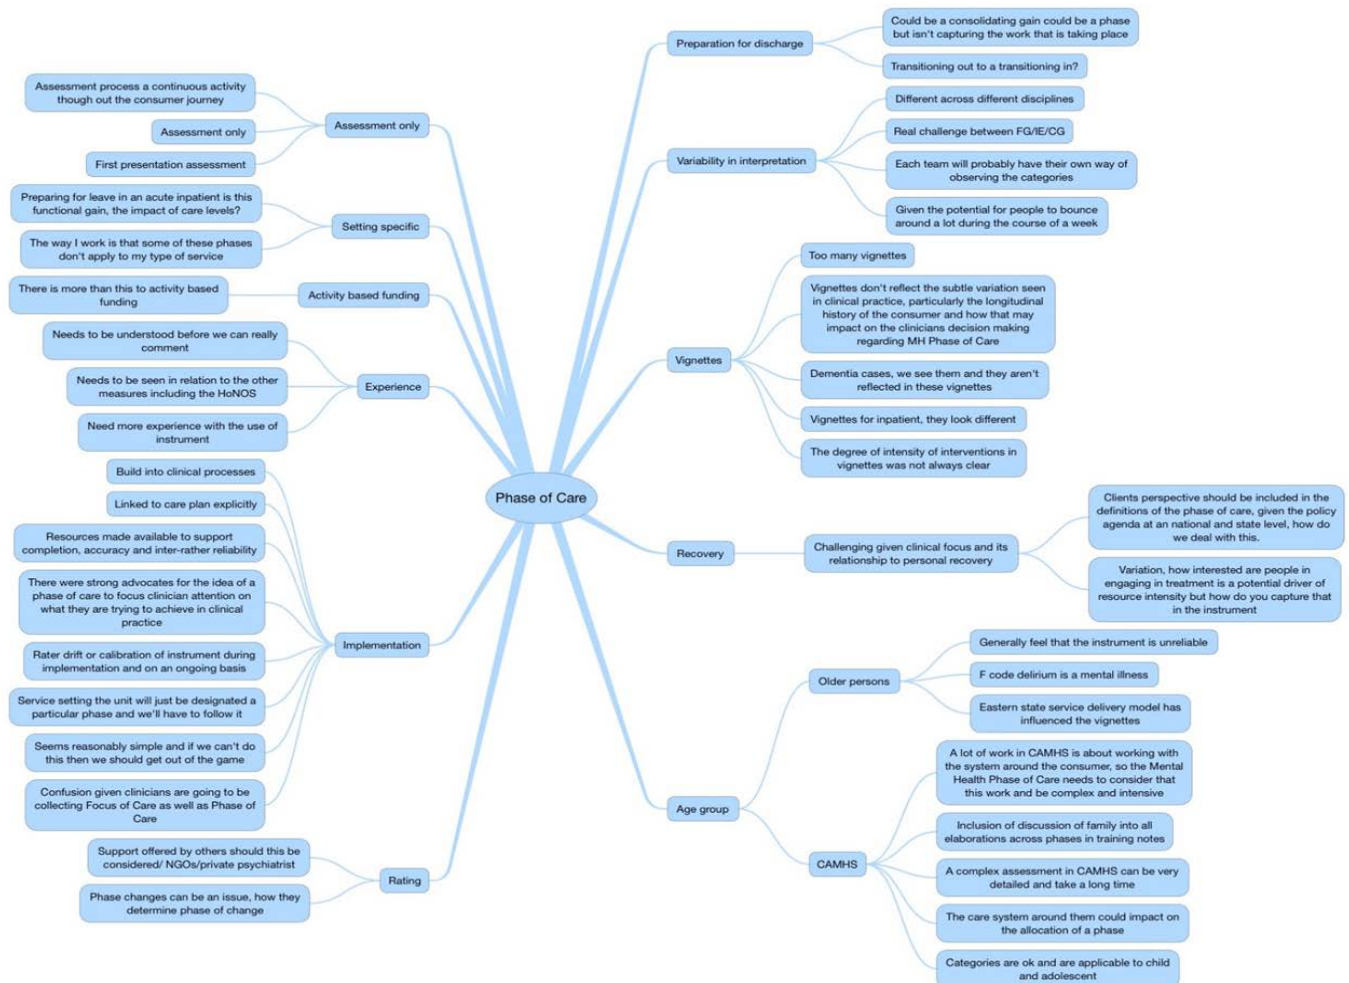 Phase of Care
Assessment only
Assessment process a continuous activity
though out the consumer journey
Assessment only
First presentation assessment
Setting specific
Preparing for leave in an acute inpatient is this
functional gain, the impact of care levels?
The way I work is that some of these phases
don't apply to my type of service
Activity based funding
There is more than this to activity based
funding
Experience
Needs to be understood before we can really
comment
Needs to be seen in relation to the other
measures including the HoNOS
Need more experience with the use of
instrument
Implementation
Build into clinical processes
Linked to care plan explicitly
Resources made available to support
completion, accuracy and inter-rather reliability
There were strong advocates for the idea of a
phase of care to focus clinician attention on
what they are trying to achieve in clinical
practice
Rater drift or calibration of instrument during
implementation and on an ongoing basis
Service setting the unit will just be designated a
particular phase and we'll have to follow it
Seems reasonably simple and if we can't do
this then we should get out of the game
Confusion given clinicians are going to be
collecting Focus of Care as well as Phase of
Care
Rating
Support offered by others should this be
considered/ NGOs/private psychiatrist
Phase changes can be an issue, how they
determine phase of change
Preparation for discharge
Could be a consolidating gain could be a phase
but isn't capturing the work that is taking place
Transitioning out to a transitioning in?
Variability in interpretation
Different across different disciplines
Real challenge between FG/IE/CG
Each team will probably have their own way of
observing the categories
Given the potential for people to bounce
around a lot during the course of a week
Vignettes
Too many vignettes
Vignettes don't reflect the subtle variation seen
in clinical practice, particularly the longitudinal
history of the consumer and how that may
impact on the clinicians decision making
regarding MH Phase of Care
Dementia cases, we see them and they aren't
reflected in these vignettes
Vignettes for inpatient, they look different
The degree of intensity of interventions in
vignettes was not always clear
Recovery
Challenging given clinical focus and its
relationship to personal recovery
Clients perspective should be included in the
definitions of the phase of care, given the policy
agenda at an national and state level, how do
we deal with this.
Variation, how interested are people in
engaging in treatment is a potential driver of
resource intensity but how do you capture that
in the instrument
Age group
Older persons
Generally feel that the instrument is unreliable
F code delirium is a mental illness
Eastern state service delivery model has
influenced the vignettes
CAMHS
A lot of work in CAMHS is about working with
the system around the consumer, so the Mental
Health Phase of Care needs to consider that
this work and be complex and intensive
Inclusion of discussion of family into all
elaborations across phases in training notes
A complex assessment in CAMHS can be very
detailed and take a long time
The care system around them could impact on
the allocation of a phase
Categories are ok and are applicable to child
and adolescent